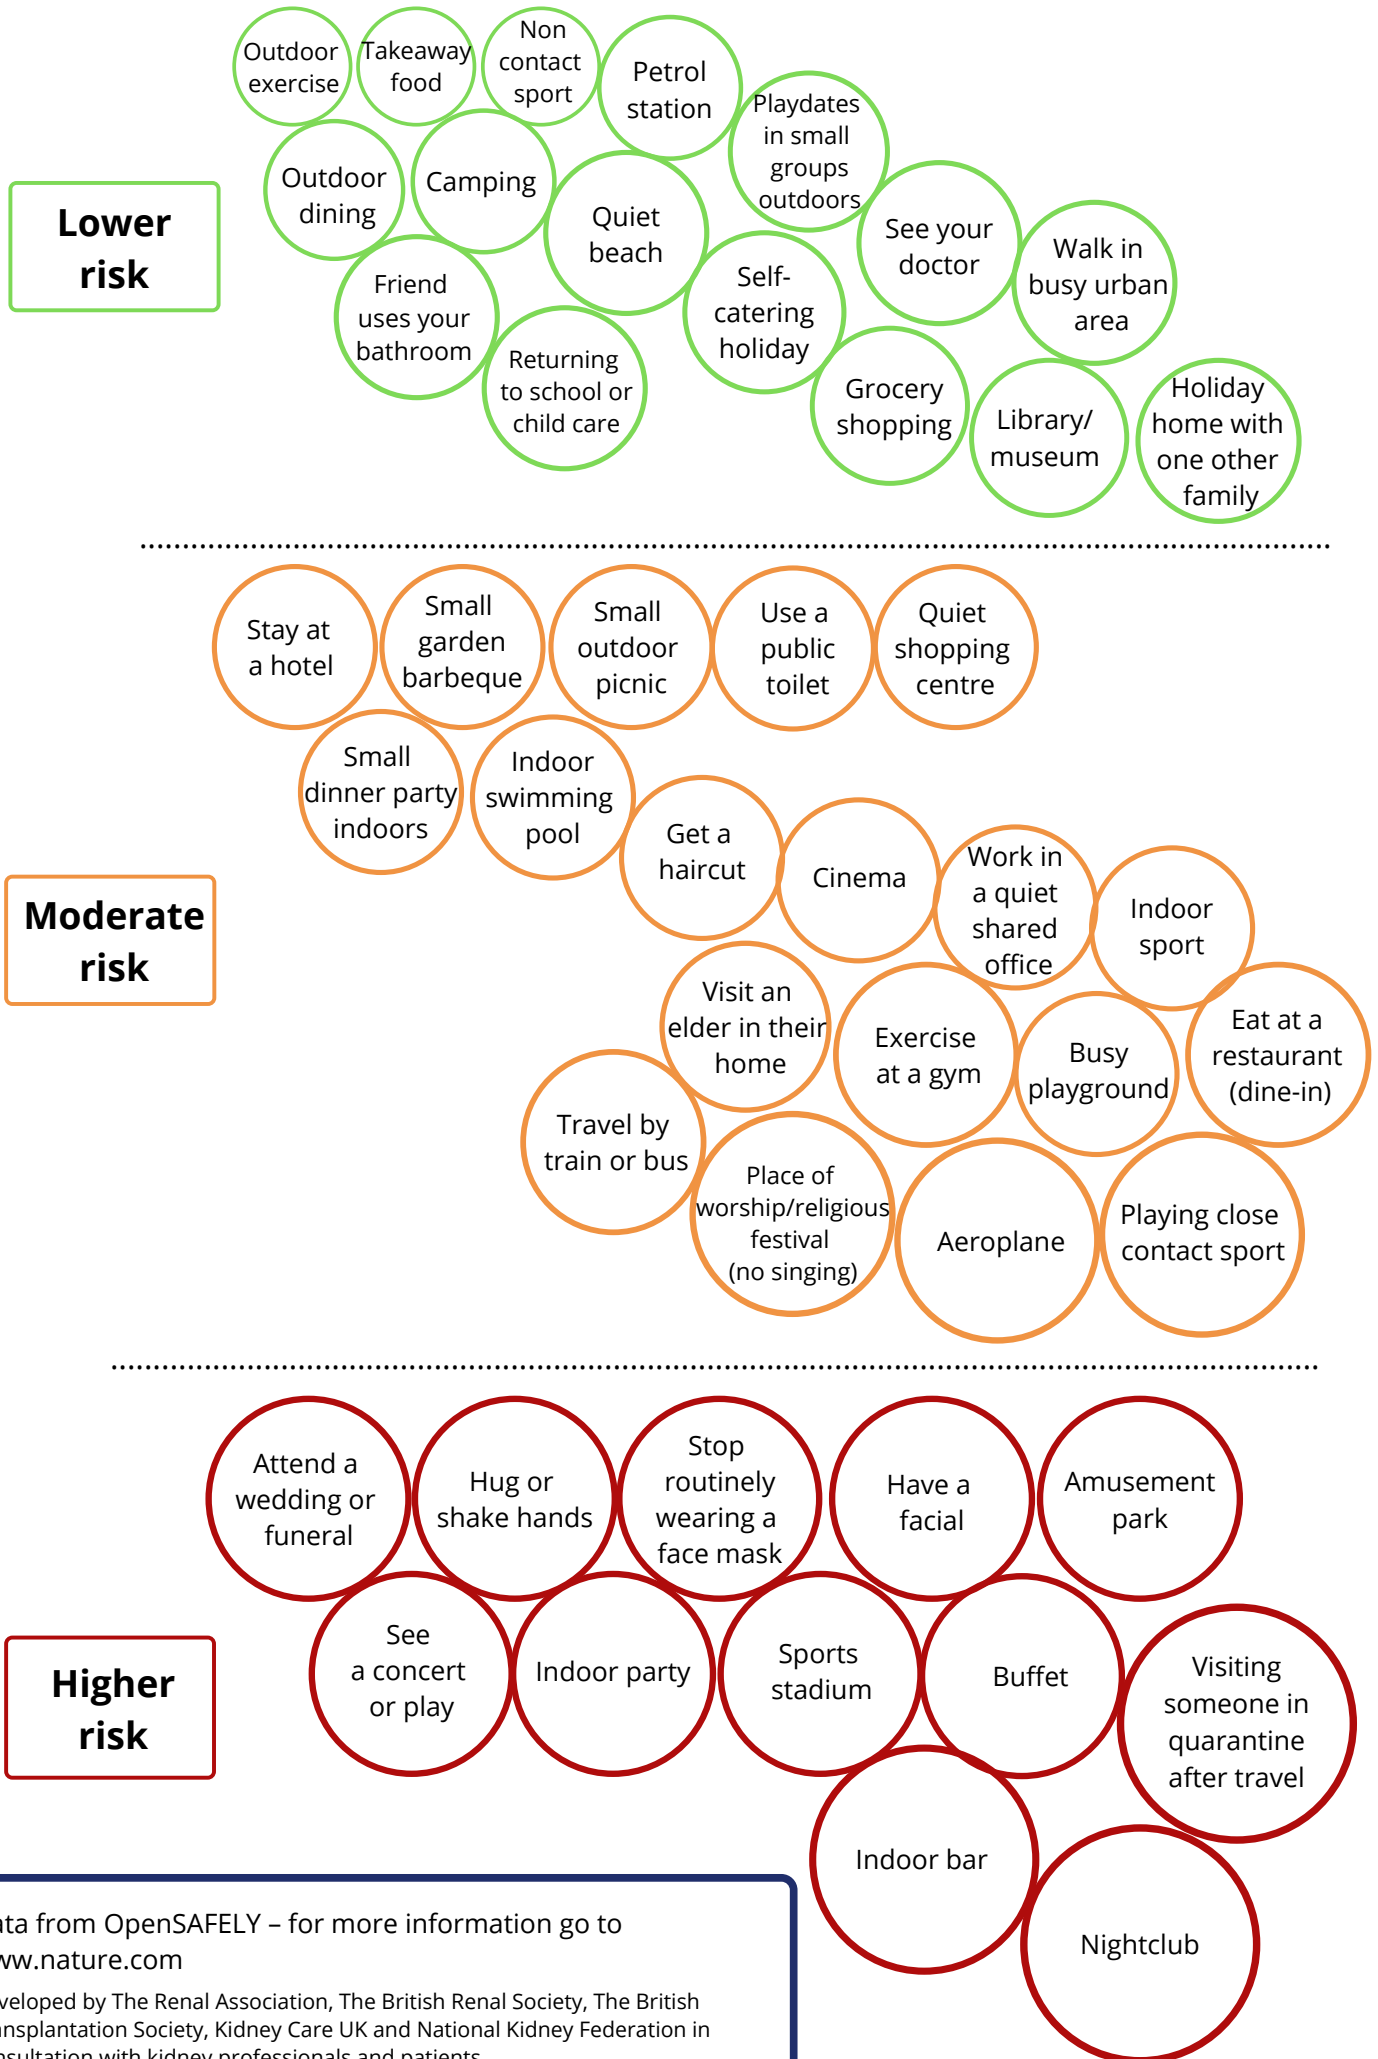 Outdoor
exercise
Takeaway
food
Non
contact
sport
Petrol
station
Playdates
in small
groups
outdoors
Outdoor
dining
Camping
Quiet
beach
See your
doctor
Walk in
busy urban
area
Lower
risk
Friend
uses your
bathroom
Returning
to school or
child care
Self-
catering
holiday
Grocery
shopping
Library/
museum
Holiday
home with
one other
family
Stay at
a hotel
Small
garden
barbeque
Small
outdoor
picnic
Use a
public
toilet
Quiet
shopping
centre
Small
dinner party
indoors
Indoor
swimming
pool
Get a
haircut
Cinema
Work in
a quiet
shared
office
Indoor
sport
Moderate
risk
Visit an
elder in their
home
Exercise
at a gym
Busy
playground
Eat at a
restaurant
(dine-in)
Travel by
train or bus
Place of
worship/religious
festival
(no singing)
Aeroplane
Playing close
contact sport
Attend a
wedding or
funeral
Hug or
shake hands
Stop
routinely
wearing a
face mask
Have a
facial
Amusement
park
Higher
risk
See
a concert
or play
Indoor party
Sports
stadium
Buffet
Visiting
someone in
quarantine
after travel
Indoor bar
Nightclub
ata from OpenSAFELY – for more information go to
ww.nature.com
veloped by The Renal Association, The British Renal Society, The British
ansplantation Society, Kidney Care UK and National Kidney Federation in
nsultation with kidney professionals and patients